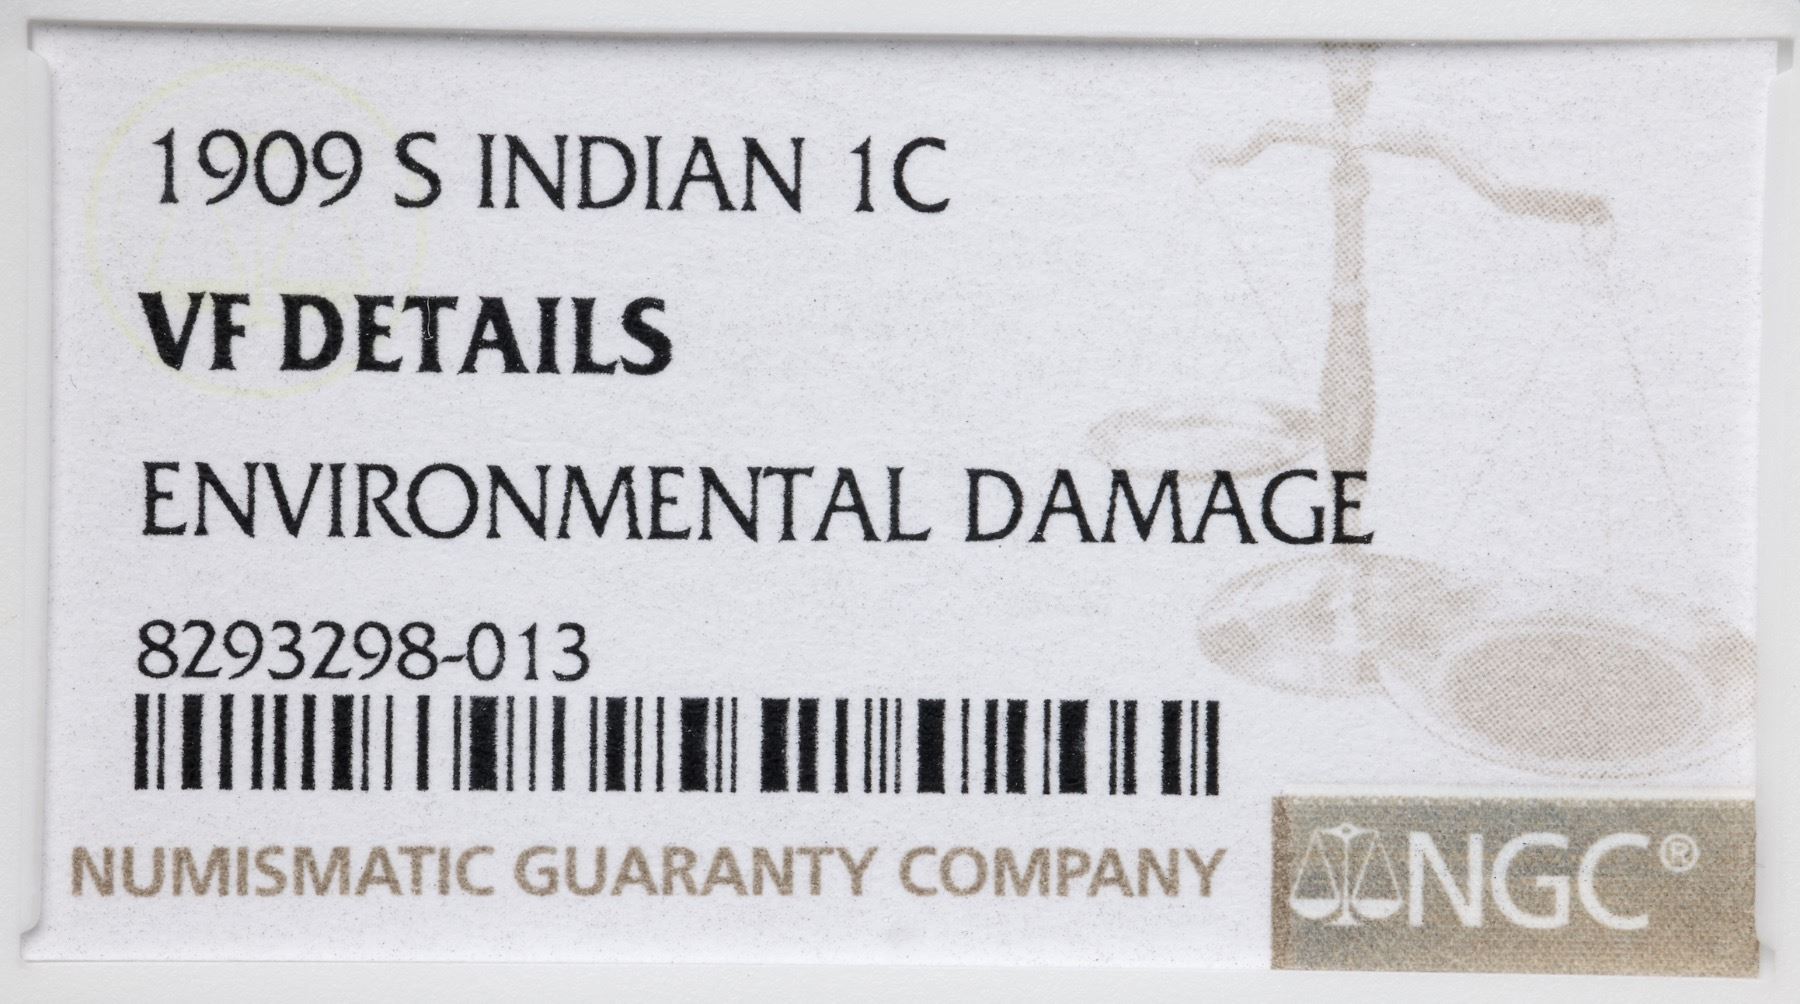 1909 S INDIAN 1C
VF DETAILS
ENVIRONMENTAL DAMAGE
8293298-013
NUMISMATIC GUARANTY COMPANY
NGC®